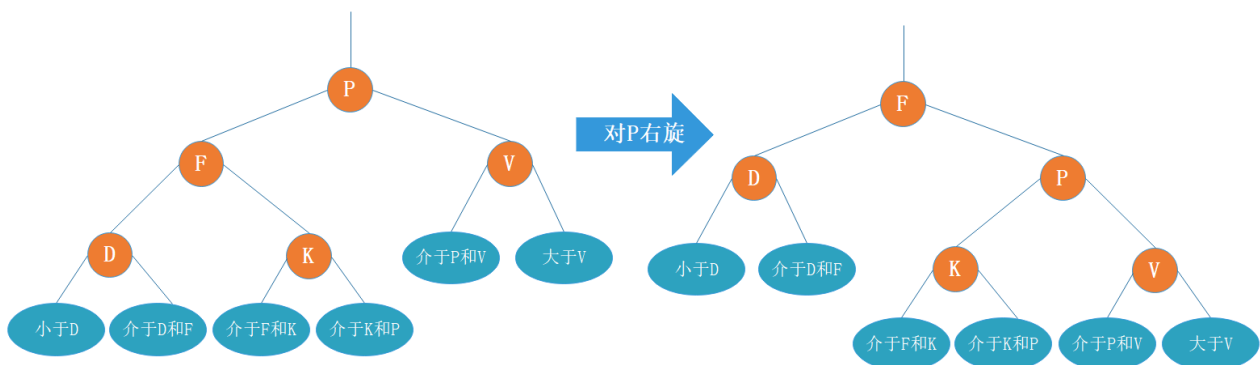 P
F
V
D
K
介于P和V
大于V
小于D
介于D和F
介于F和K
介于K和P
对P右旋
F
D
P
小于D
介于D和F
K
V
介于F和K
介于K和P
介于P和V
大于V